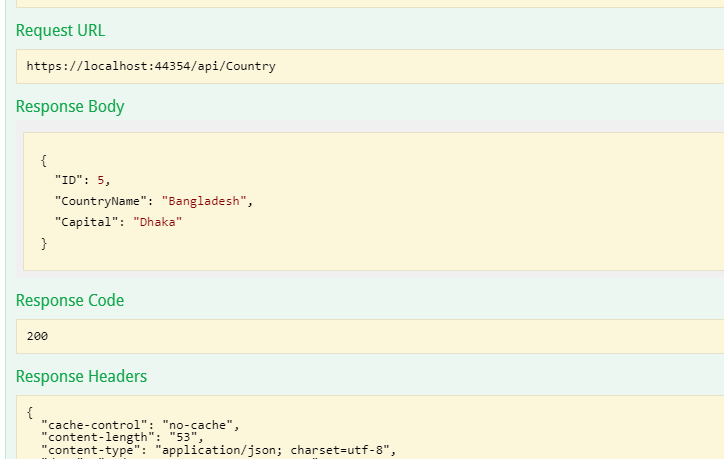 Request URL
https://localhost:44354/api/Country
Response Body
{
"ID": 5,
"CountryName": "Bangladesh",
"Capital": "Dhaka"
}
Response Code
200
Response Headers
{
"cache-control": "no-cache",
"content-length": "53",
"content-type": "application/json; charset=utf-8",